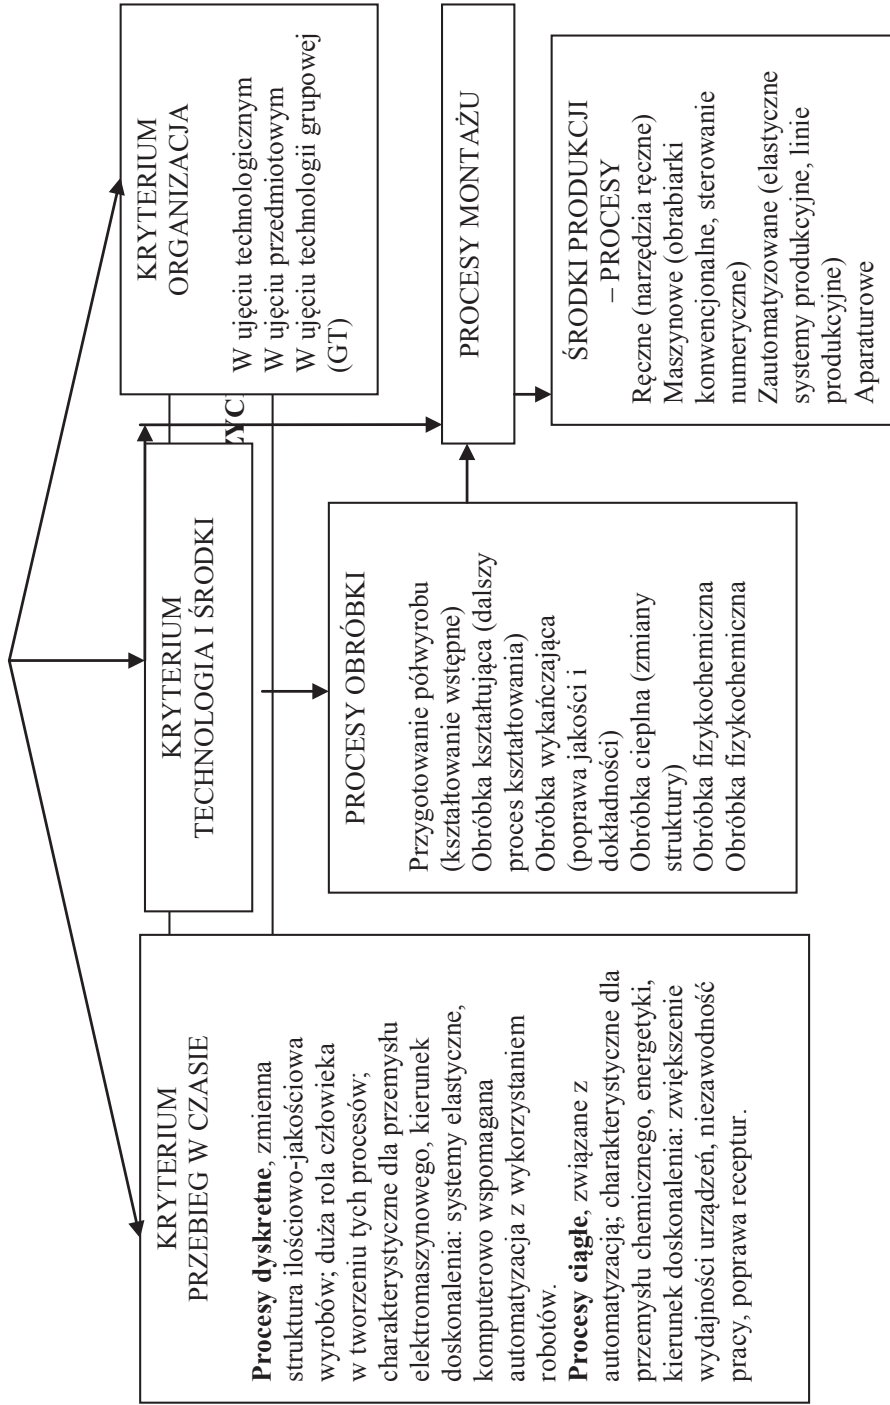 KRYTERIUM
PRZEBIEG W CZASIE
Procesy dyskretne, zmienna
struktura ilościowo-jakościowa
wyrobów; duża rola człowieka
w tworzeniu tych procesów;
charakterystyczne dla przemysłu
elektromaszynowego, kierunek
doskonalenia: systemy elastyczne,
komputerowo wspomagana
automatyzacja z wykorzystaniem
robotów.
Procesy ciągłe, związane z
automatyzacją; charakterystyczne dla
przemysłu chemicznego, energetyki,
kierunek doskonalenia: zwiększenie
wydajności urządzeń, niezawodność
pracy, poprawa receptur.
KRYTERIUM
TECHNOLOGIA I ŚRODKI
PROCESY OBRÓBKI
Przygotowanie półwyrobu
(kształtowanie wstępne)
Obróbka kształtująca (dalszy
proces kształtowania)
Obróbka wykańczająca
(poprawa jakości i
dokładności)
Obróbka cieplna (zmiany
struktury)
Obróbka fizykochemiczna
Obróbka fizykochemiczna
KRYTERIUM
ORGANIZACJA
W ujęciu technologicznym
W ujęciu przedmiotowym
W ujęciu technologii grupowej
(GT)
PROCESY MONTAŻU
ŚRODKI PRODUKCJI
– PROCESY
Ręczne (narzędzia ręczne)
Maszynowe (obrabiarki
konwencjonalne, sterowanie
numeryczne)
Zautomatyzowane (elastyczne
systemy produkcyjne, linie
produkcyjne)
Aparaturowe